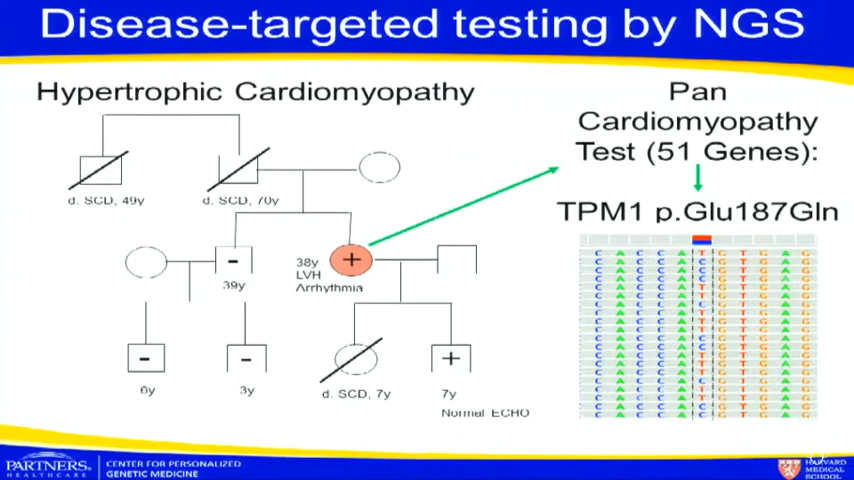 Disease-targeted testing by NGS
Hypertrophic Cardiomyopathy
Pan
Cardiomyopathy
Test (51 Genes):
TPM1 p.Glu187Gln
d. SCD, 49y
d. SCD, 70y
38y
LVH
Arrhythmia
+
-
39y
-
6y
-
3y
d. SCD, 7y
+
7y
Normal ECHO
C A C C A T G T G A G
C A C C A C G T G A G
PARTNERS
HEALTHCARE
CENTER FOR PERSONALIZED
GENETIC MEDICINE
HARVARD
MEDICAL
SCHOOL